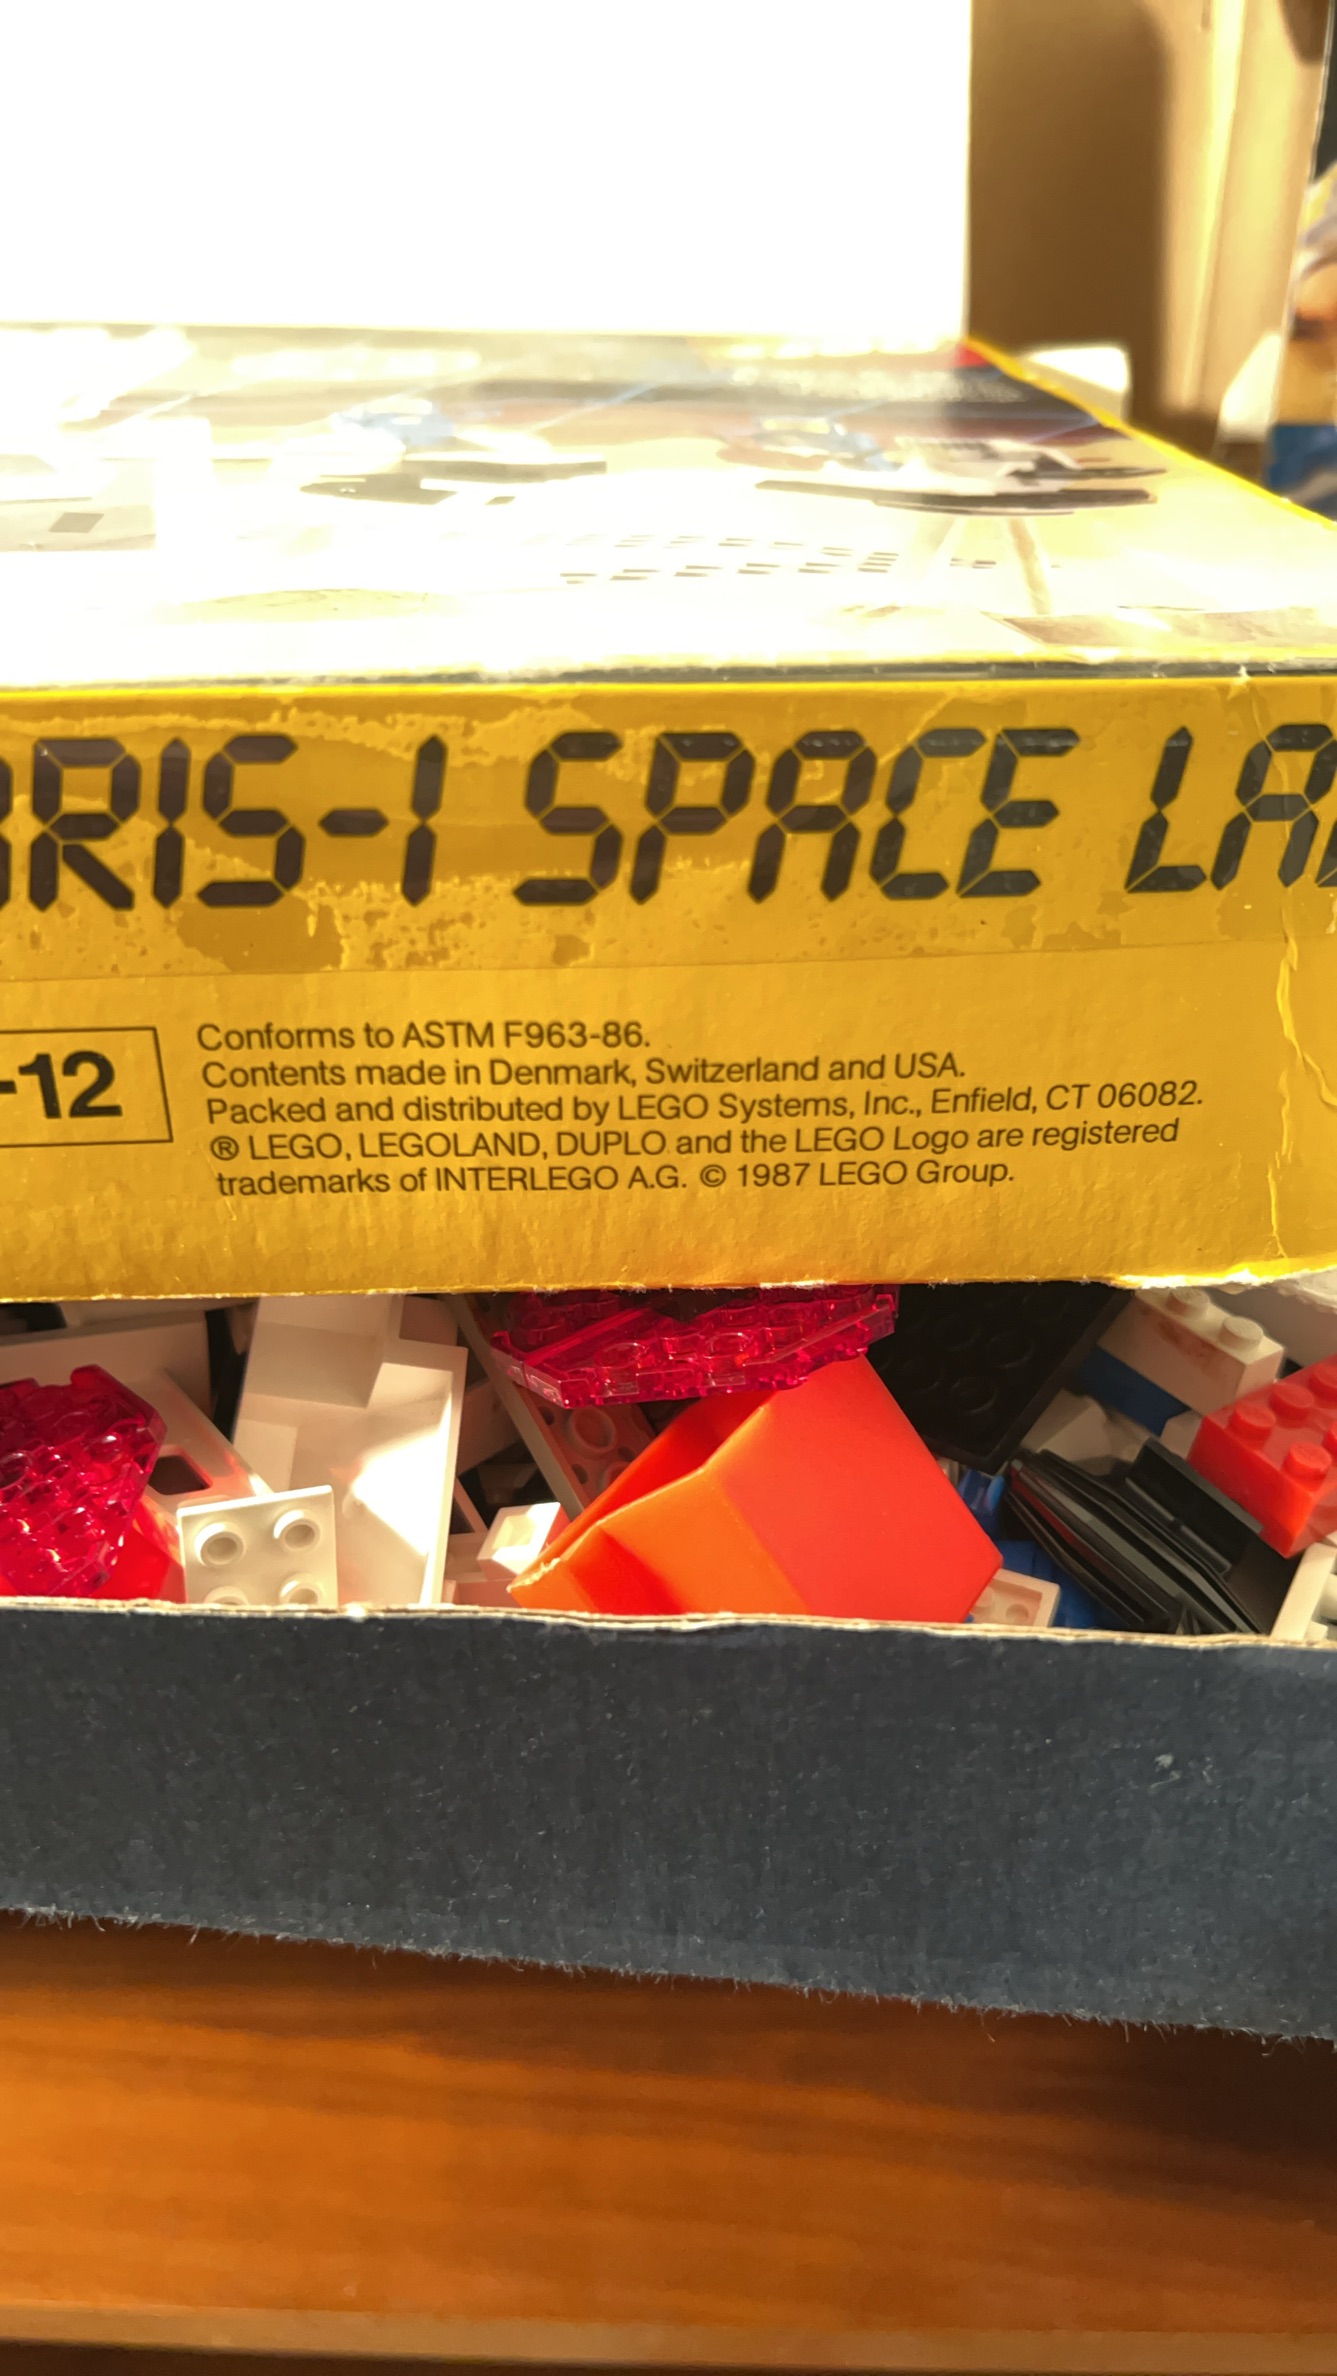 RIS-1 SPACE LA
-12
Conforms to ASTM F963-86.
Contents made in Denmark, Switzerland and USA.
Packed and distributed by LEGO Systems, Inc., Enfield, CT 06082.
® LEGO, LEGOLAND, DUPLO and the LEGO Logo are registered
trademarks of INTERLEGO A.G. © 1987 LEGO Group.